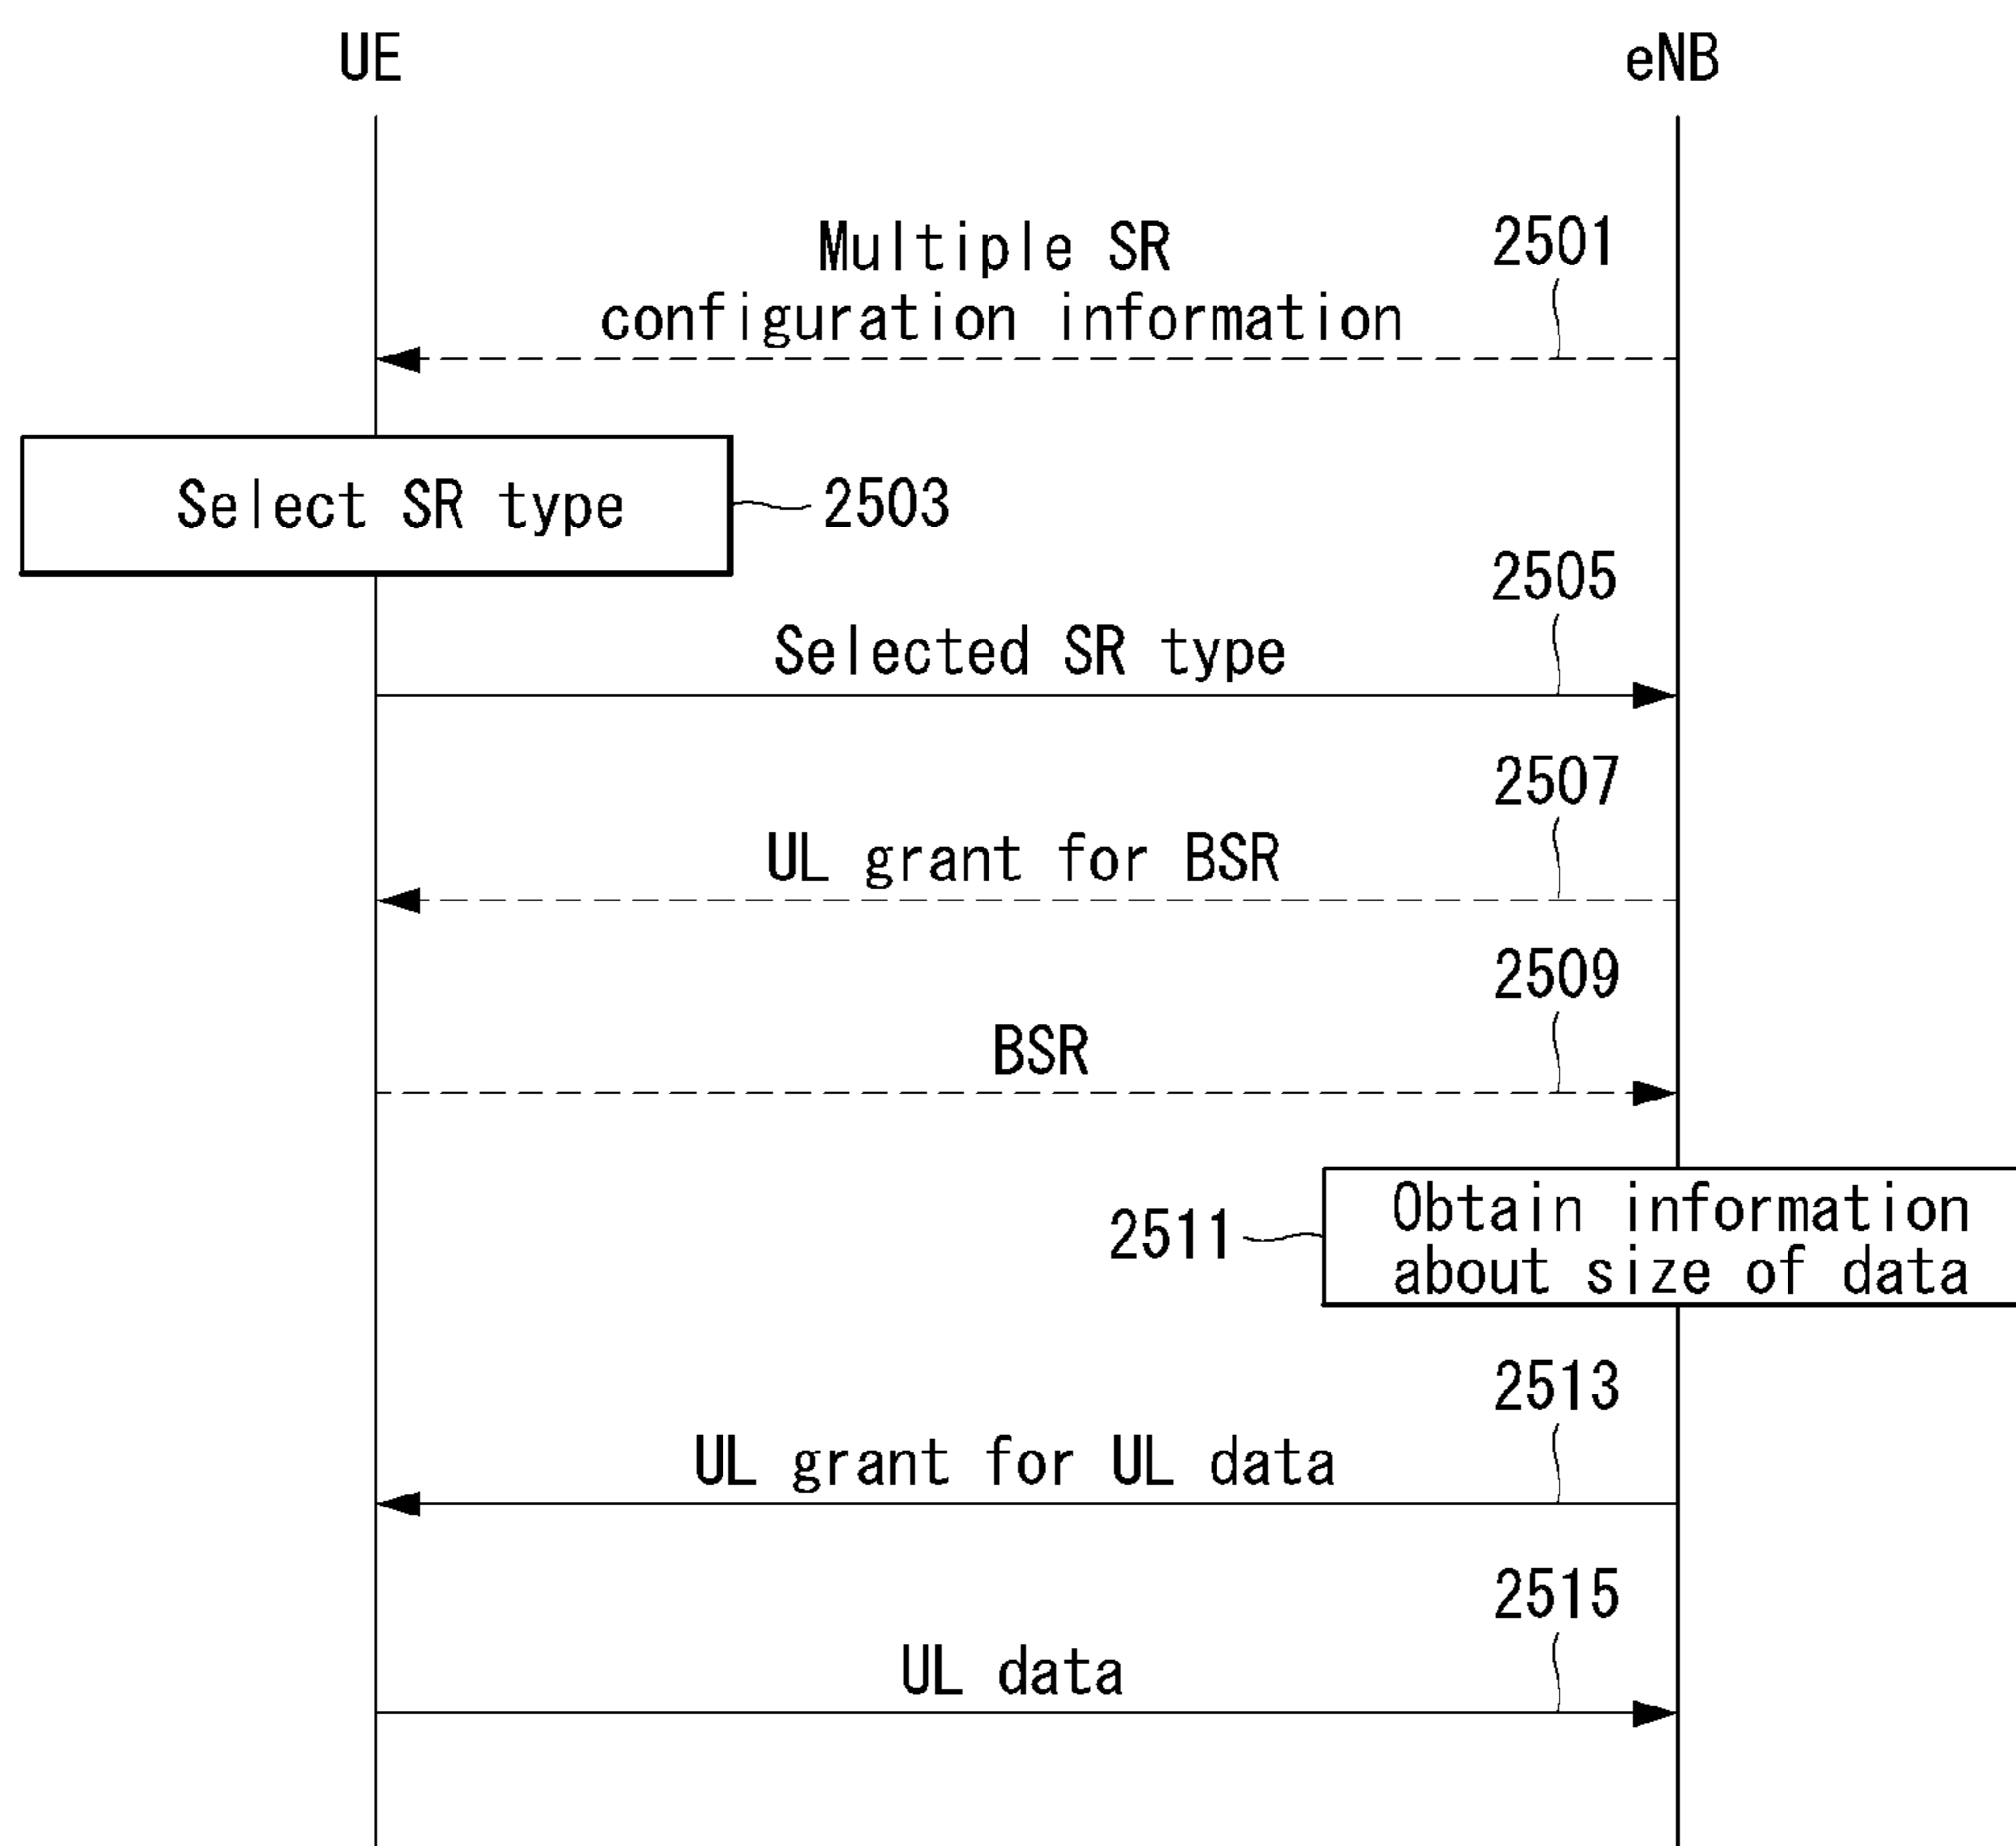 UE
eNB
Multiple SR
configuration information
2501
Select SR type
2503
2505
Selected SR type
2507
UL grant for BSR
2509
BSR
2511
Obtain information
about size of data
2513
UL grant for UL data
2515
UL data